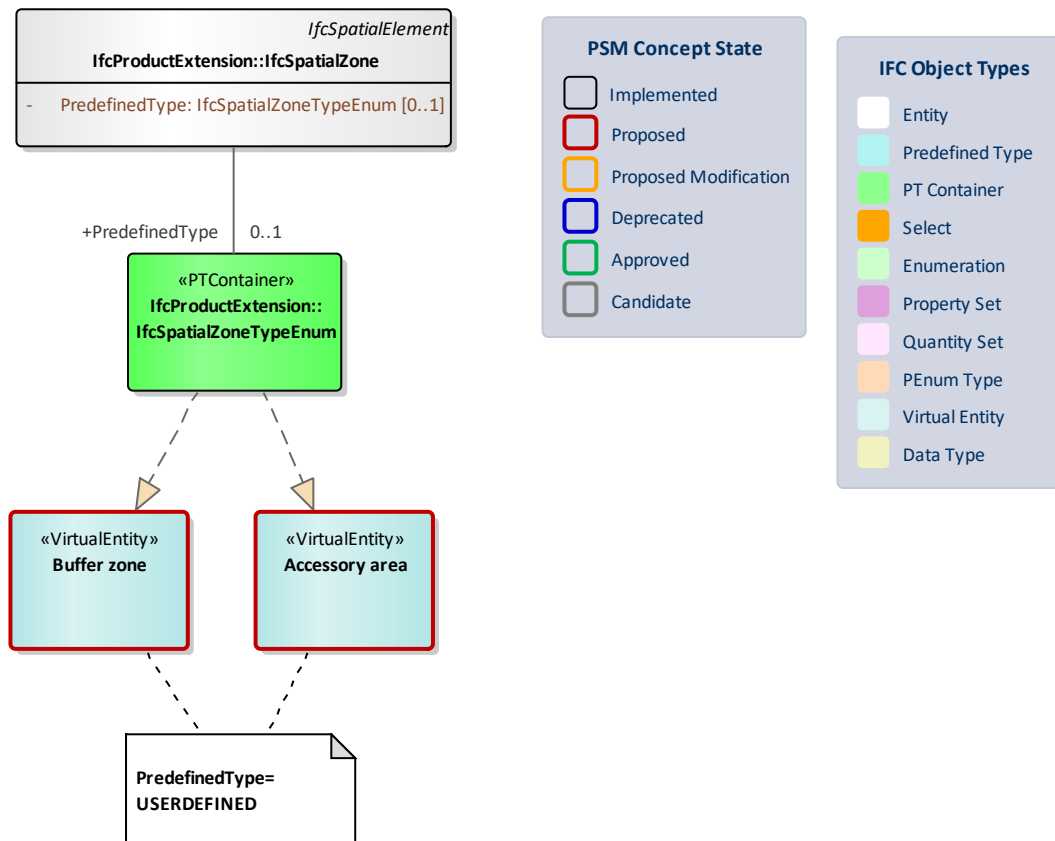 IfcSpatialElement
IfcProductExtension::IfcSpatialZone
- PredefinedType: IfcSpatialZoneTypeEnum [0..1]
+PredefinedType 0..1
«PTContainer»
IfcProductExtension::
IfcSpatialZoneTypeEnum
«VirtualEntity»
Buffer zone
«VirtualEntity»
Accessory area
PredefinedType=
USERDEFINED
PSM Concept State
Implemented
Proposed
Proposed Modification
Deprecated
Approved
Candidate
IFC Object Types
Entity
Predefined Type
PT Container
Select
Enumeration
Property Set
Quantity Set
PEnum Type
Virtual Entity
Data Type